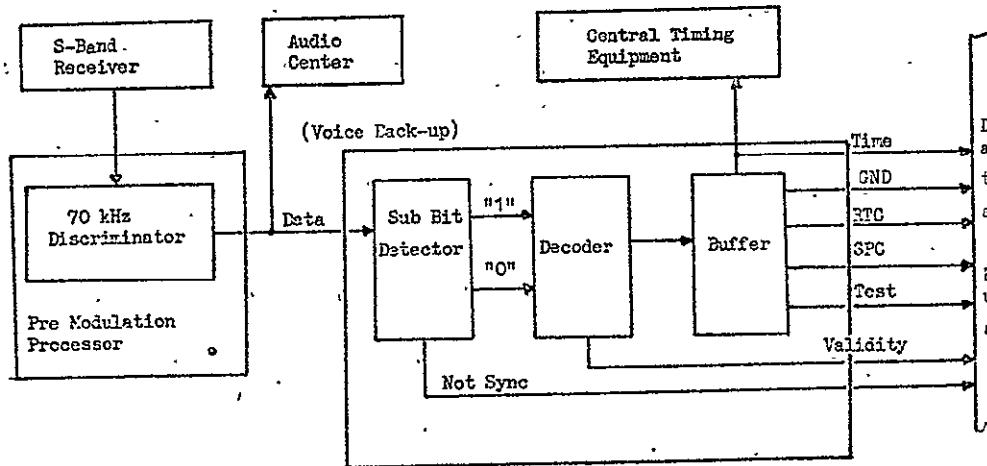 S-Band
Receiver
Audio
Center
Central Timing
Equipment
(Voice Back-up)
70 kHz
Discriminator
Pre Modulation
Processor
Data
Sub Bit
Detector
"1"
"0"
Decoder
Buffer
Time
GND
RTC
SPC
Test
Validity
Not Sync
D
a
t
a